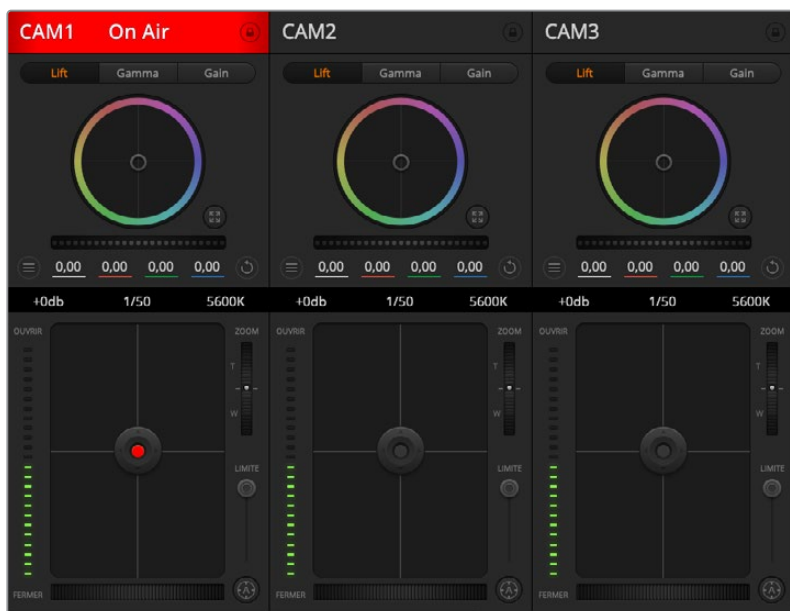 CAM1 On Air CAM2 CAM3
Lift Gamma Gain Lift Gamma Gain Lift Gamma Gain
0,00 0,00 0,00 0,00 0,00 0,00 0,00 0,00 0,00 0,00 0,00 0,00
+0db 1/50 5600K +0db 1/50 5600K +0db 1/50 5600K
OUVRIR ZOOM OUVRIR ZOOM OUVRIR ZOOM
T T T
W W W
LIMITE LIMITE LIMITE
FERMER A FERMER A FERMER A